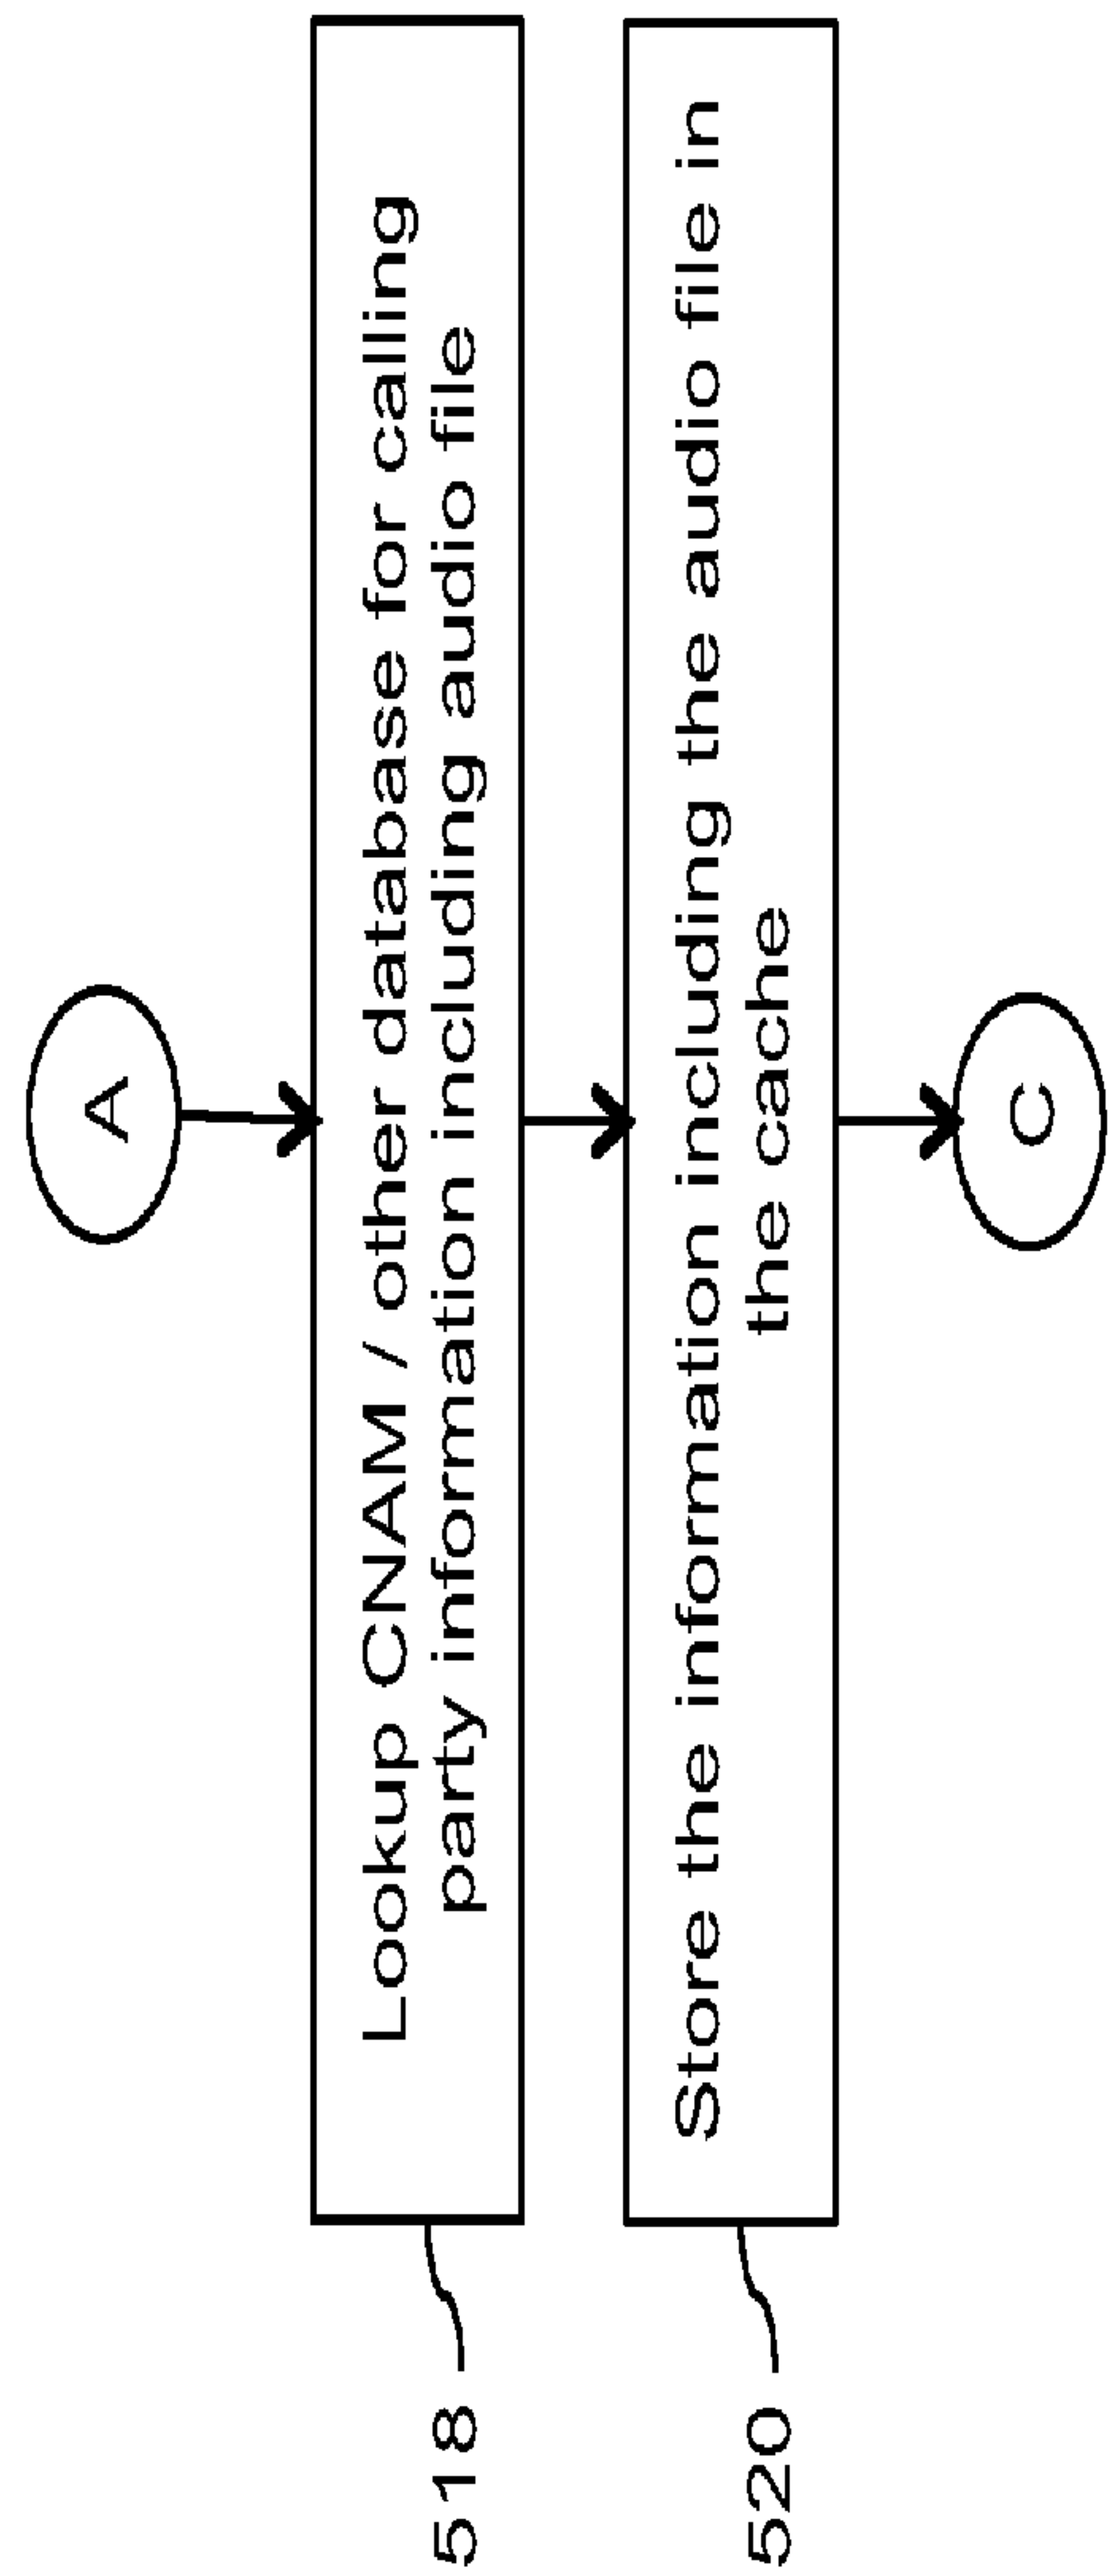 A
Lookup CNAM / other database for calling
party information including audio file
518
Store the information including the audio file in
the cache
520
C